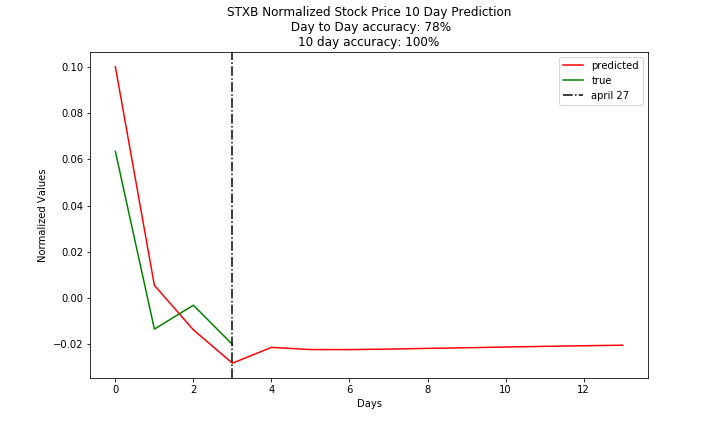 STXB Normalized Stock Price 10 Day Prediction
Day to Day accuracy: 78%
10 day accuracy: 100%
predicted
true
april 27
0.10
0.08
0.06
0.04
0.02
0.00
−0.02
Normalized Values
0 2 4 6 8 10 12
Days